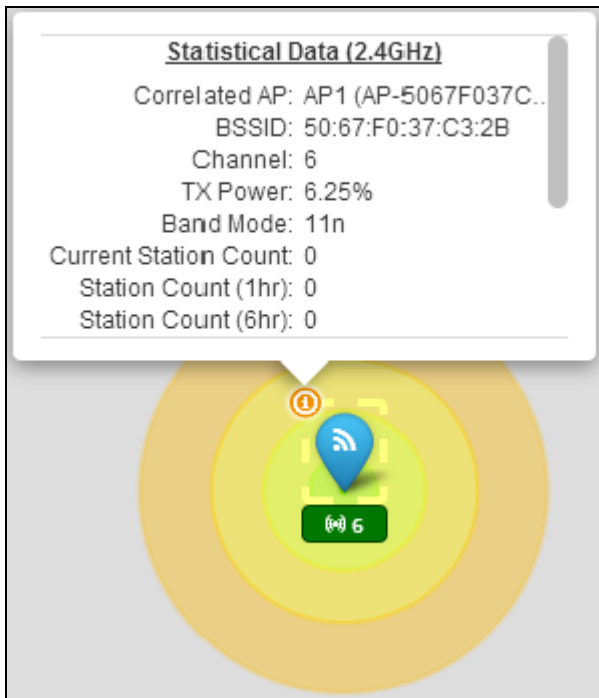 Statistical Data (2.4GHz)
Correlated AP: AP1 (AP-5067F037C...
BSSID: 50:67:F0:37:C3:2B
Channel: 6
TX Power: 6.25%
Band Mode: 11n
Current Station Count: 0
Station Count (1hr): 0
Station Count (6hr): 0
6